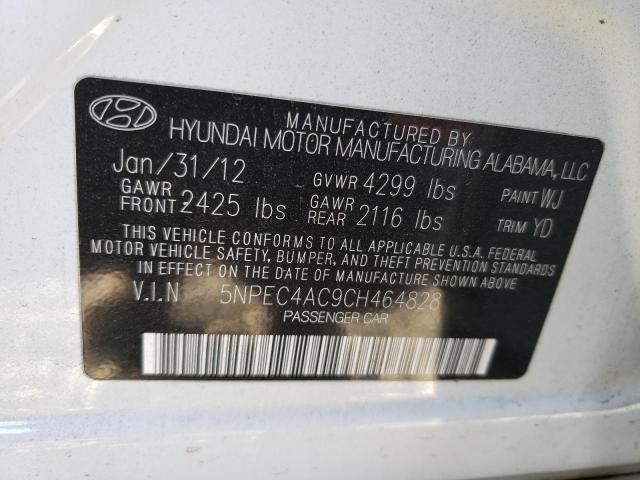 MANUFACTURED BY
HYUNDAI MOTOR MANUFACTURING ALABAMA, LLC
Jan/31/12 GVWR 4299 lbs PAINT WJ
GAWR FRONT 2425 lbs GAWR REAR 2116 lbs TRIM YD
THIS VEHICLE CONFORMS TO ALL APPLICABLE U.S.A. FEDERAL
MOTOR VEHICLE SAFETY, BUMPER, AND THEFT PREVENTION STANDARDS
IN EFFECT ON THE DATE OF MANUFACTURE SHOWN ABOVE
V.I.N 5NPEC4AC9CH464828
PASSENGER CAR